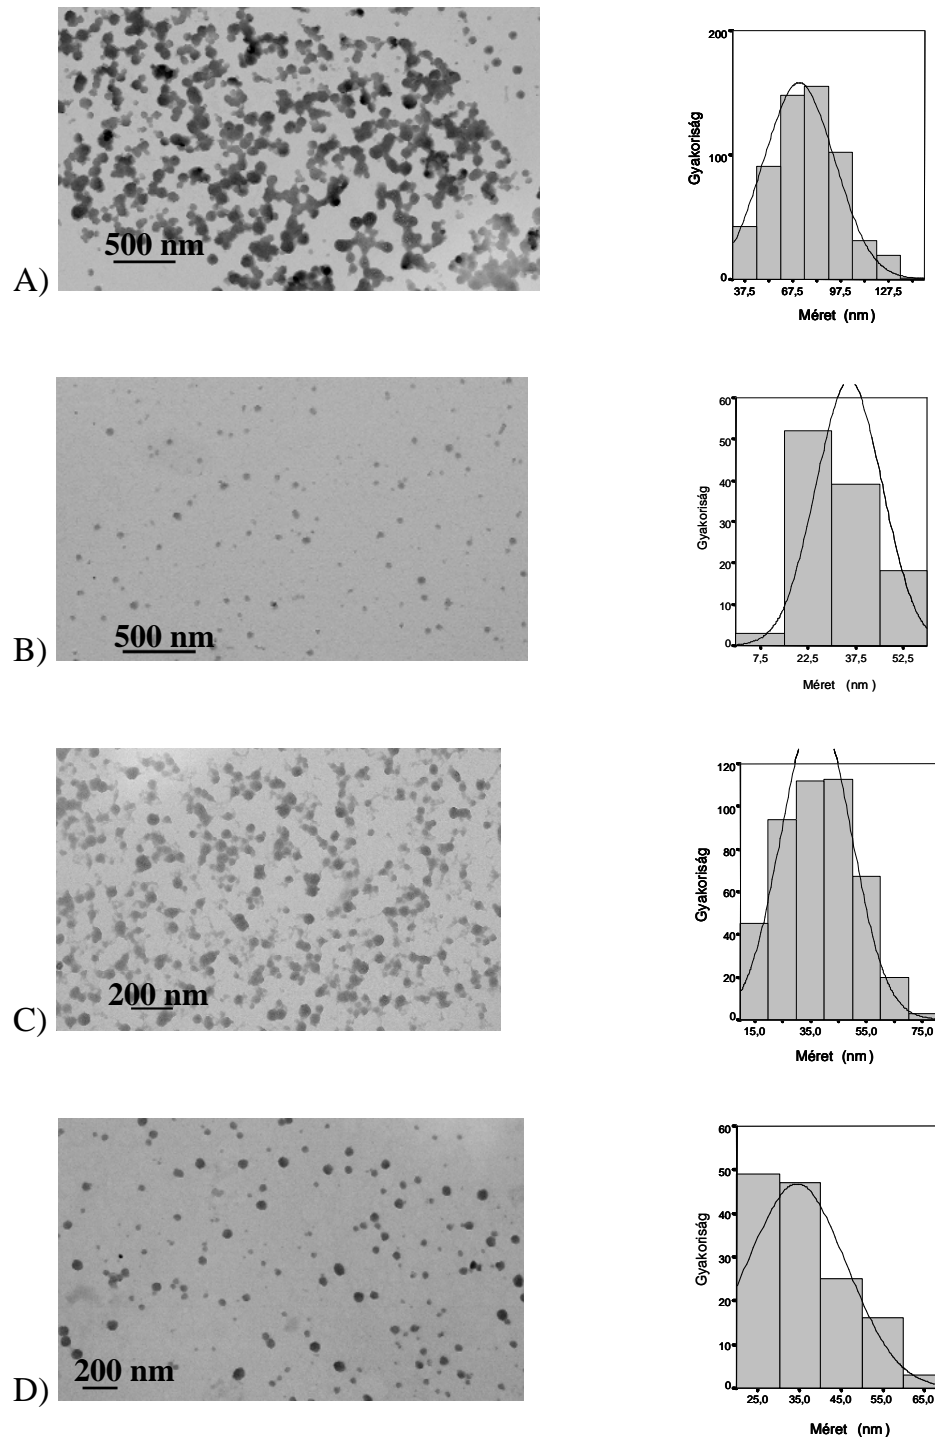 A)
500 nm
Gyakoriság
200
100
0
37,5 67,5 97,5 127,5
Méret (nm)
B)
500 nm
Gyakoriság
60
50
40
30
20
10
0
7,5 22,5 37,5 52,5
Méret (nm)
C)
200 nm
Gyakoriság
120
100
80
60
40
20
0
15,0 35,0 55,0 75,0
Méret (nm)
D)
200 nm
Gyakoriság
60
50
40
30
20
10
0
25,0 35,0 45,0 55,0 65,0
Méret (nm)